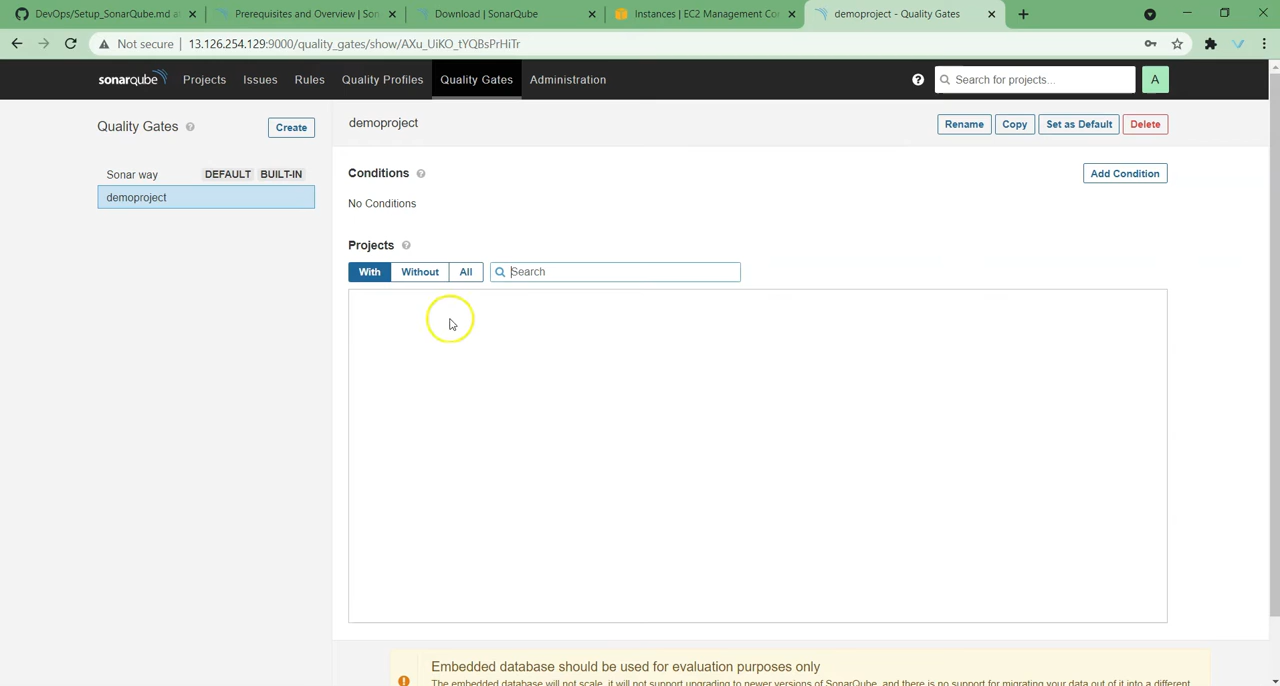 DevOps/Setup_SonarQube.md a
Prerequisites and Overview | Son
Download | SonarQube
Instances | EC2 Management Co
demoproject - Quality Gates
Not secure
13.126.254.129:9000/quality_gates/show/AXu_UiKO_tYQBsPrHiTr
sonarqube
Projects
Issues
Rules
Quality Profiles
Quality Gates
Administration
Search for projects...
A
Quality Gates
Create
demoproject
Rename
Copy
Set as Default
Delete
Sonar way
DEFAULT
BUILT-IN
demoproject
Conditions
Add Condition
No Conditions
Projects
With
Without
All
Search
Embedded database should be used for evaluation purposes only
The embedded database will not scale, it will not support upgrading to newer versions of SonarQube, and there is no support for migrating your data out of it into a different